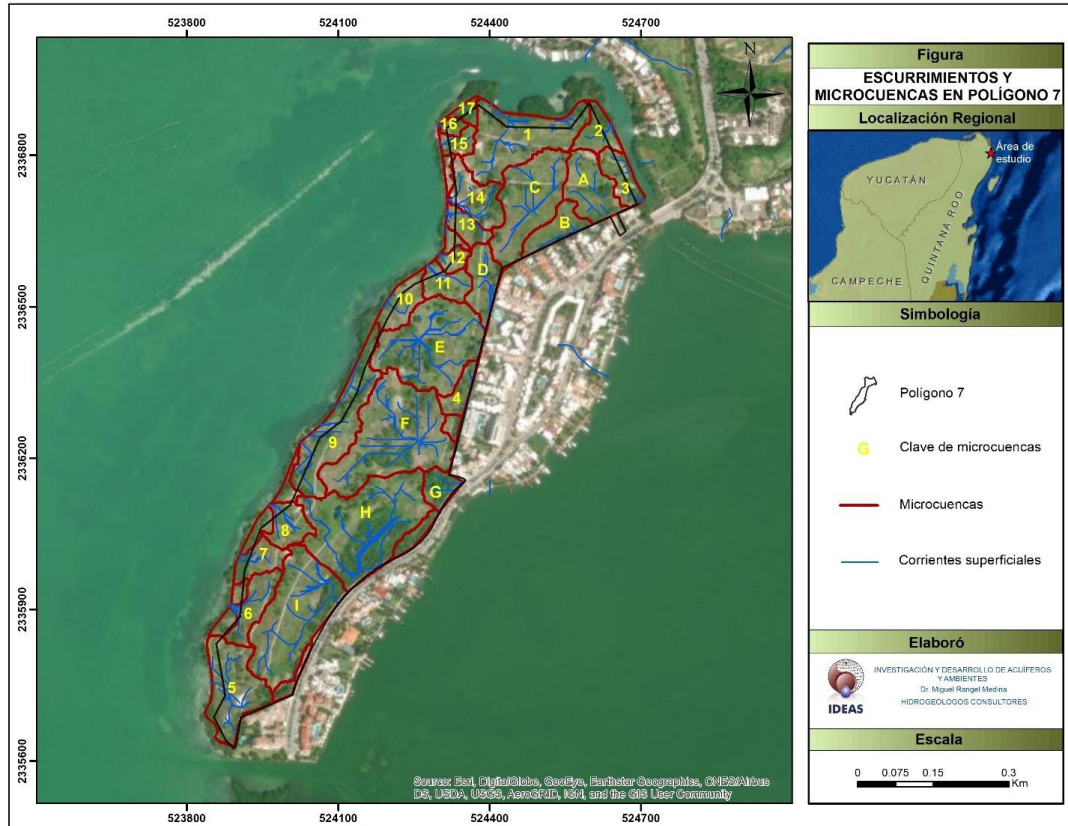 523800 524100 524400 524700
2336800
2336500
2336200
2335900
2335600
17
16
15
1
2
3
A
C
B
14
13
12
D
11
10
E
4
F
9
G
H
8
7
6
I
5
N
Source: Esri, DigitalGlobe, GeoEye, Earthstar Geographics, CNES/Airbus
DS, USDA, USGS, AeroGRID, IGN, and the GIS User Community
523800 524100 524400 524700
Figura
ESCURRIMIENTOS Y
MICROCUENCAS EN POLÍGONO 7
Localización Regional
Área de
estudio
YUCATÁN
QUINTANA ROO
CAMPECHE
Simbología
Polígono 7
G Clave de microcuencas
Microcuencas
Corrientes superficiales
Elaboró
IDEAS
INVESTIGACIÓN Y DESARROLLO DE ACUÍFEROS
Y AMBIENTES
Dr. Miguel Rangel Medina
HIDROGEOLOGOS CONSULTORES
Escala
0 0.075 0.15 0.3
Km